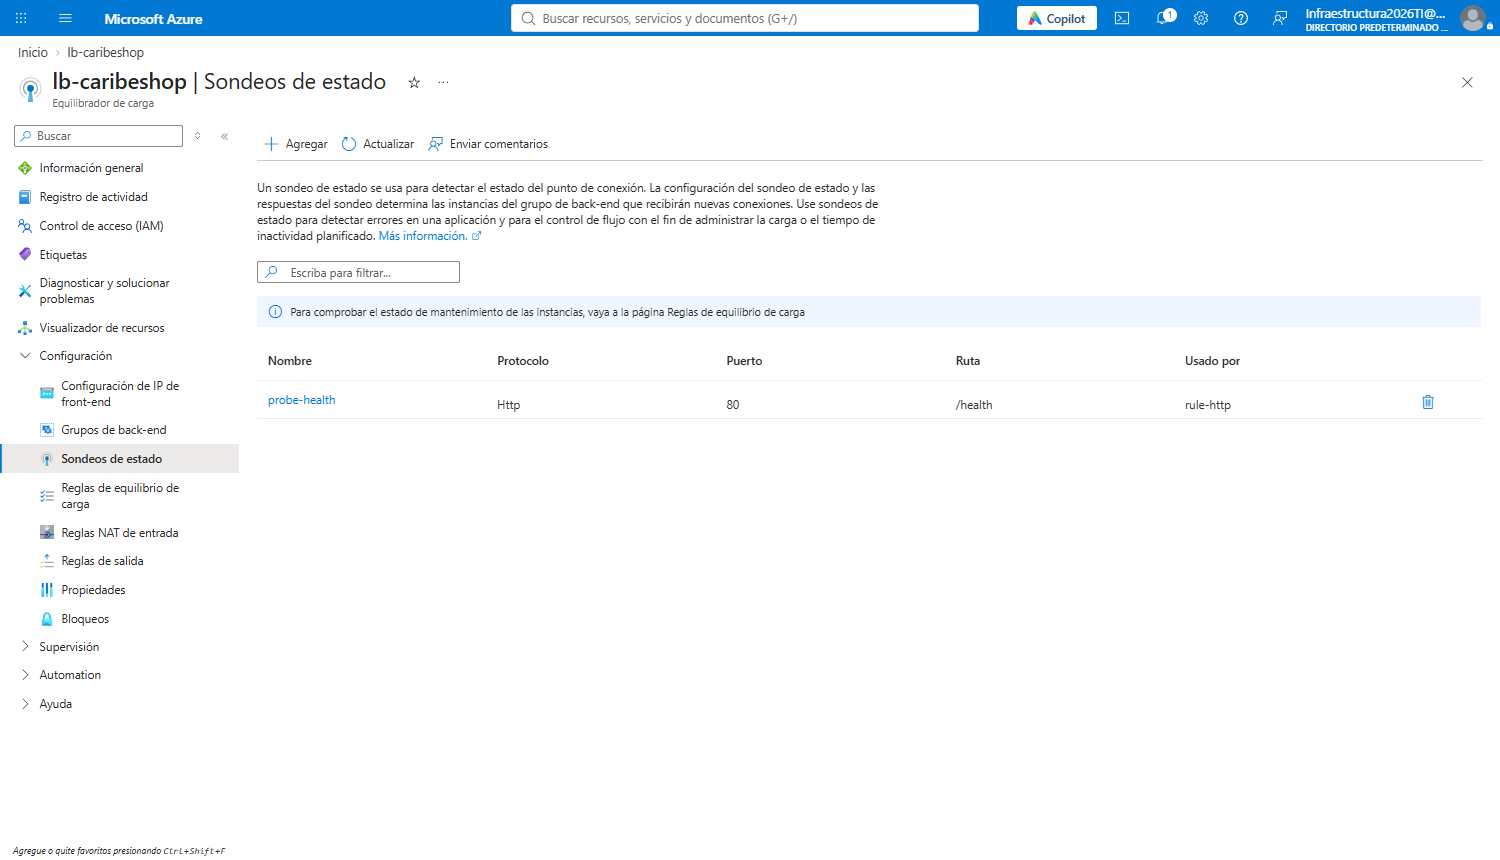 Microsoft Azure
Buscar recursos, servicios y documentos (G+/)
Copilot
1
Infraestructura2026TI@...
DIRECTORIO PREDETERMINADO ...
Inicio > lb-caribeshop
lb-caribeshop | Sondeos de estado
Equilibrador de carga
Buscar
Información general
Registro de actividad
Control de acceso (IAM)
Etiquetas
Diagnosticar y solucionar
problemas
Visualizador de recursos
Configuración
Configuración de IP de
front-end
Grupos de back-end
Sondeos de estado
Reglas de equilibrio de
carga
Reglas NAT de entrada
Reglas de salida
Propiedades
Bloqueos
Supervisión
Automation
Ayuda
Agregue o quite favoritos presionando Ctrl+Shift+F
Agregar
Actualizar
Enviar comentarios
Un sondeo de estado se usa para detectar el estado del punto de conexión. La configuración del sondeo de estado y las
respuestas del sondeo determina las instancias del grupo de back-end que recibirán nuevas conexiones. Use sondeos de
estado para detectar errores en una aplicación y para el control de flujo con el fin de administrar la carga o el tiempo de
inactividad planificado. Más información.
Escriba para filtrar...
Para comprobar el estado de mantenimiento de las instancias, vaya a la página Reglas de equilibrio de carga
Nombre Protocolo Puerto Ruta Usado por
probe-health Http 80 /health rule-http